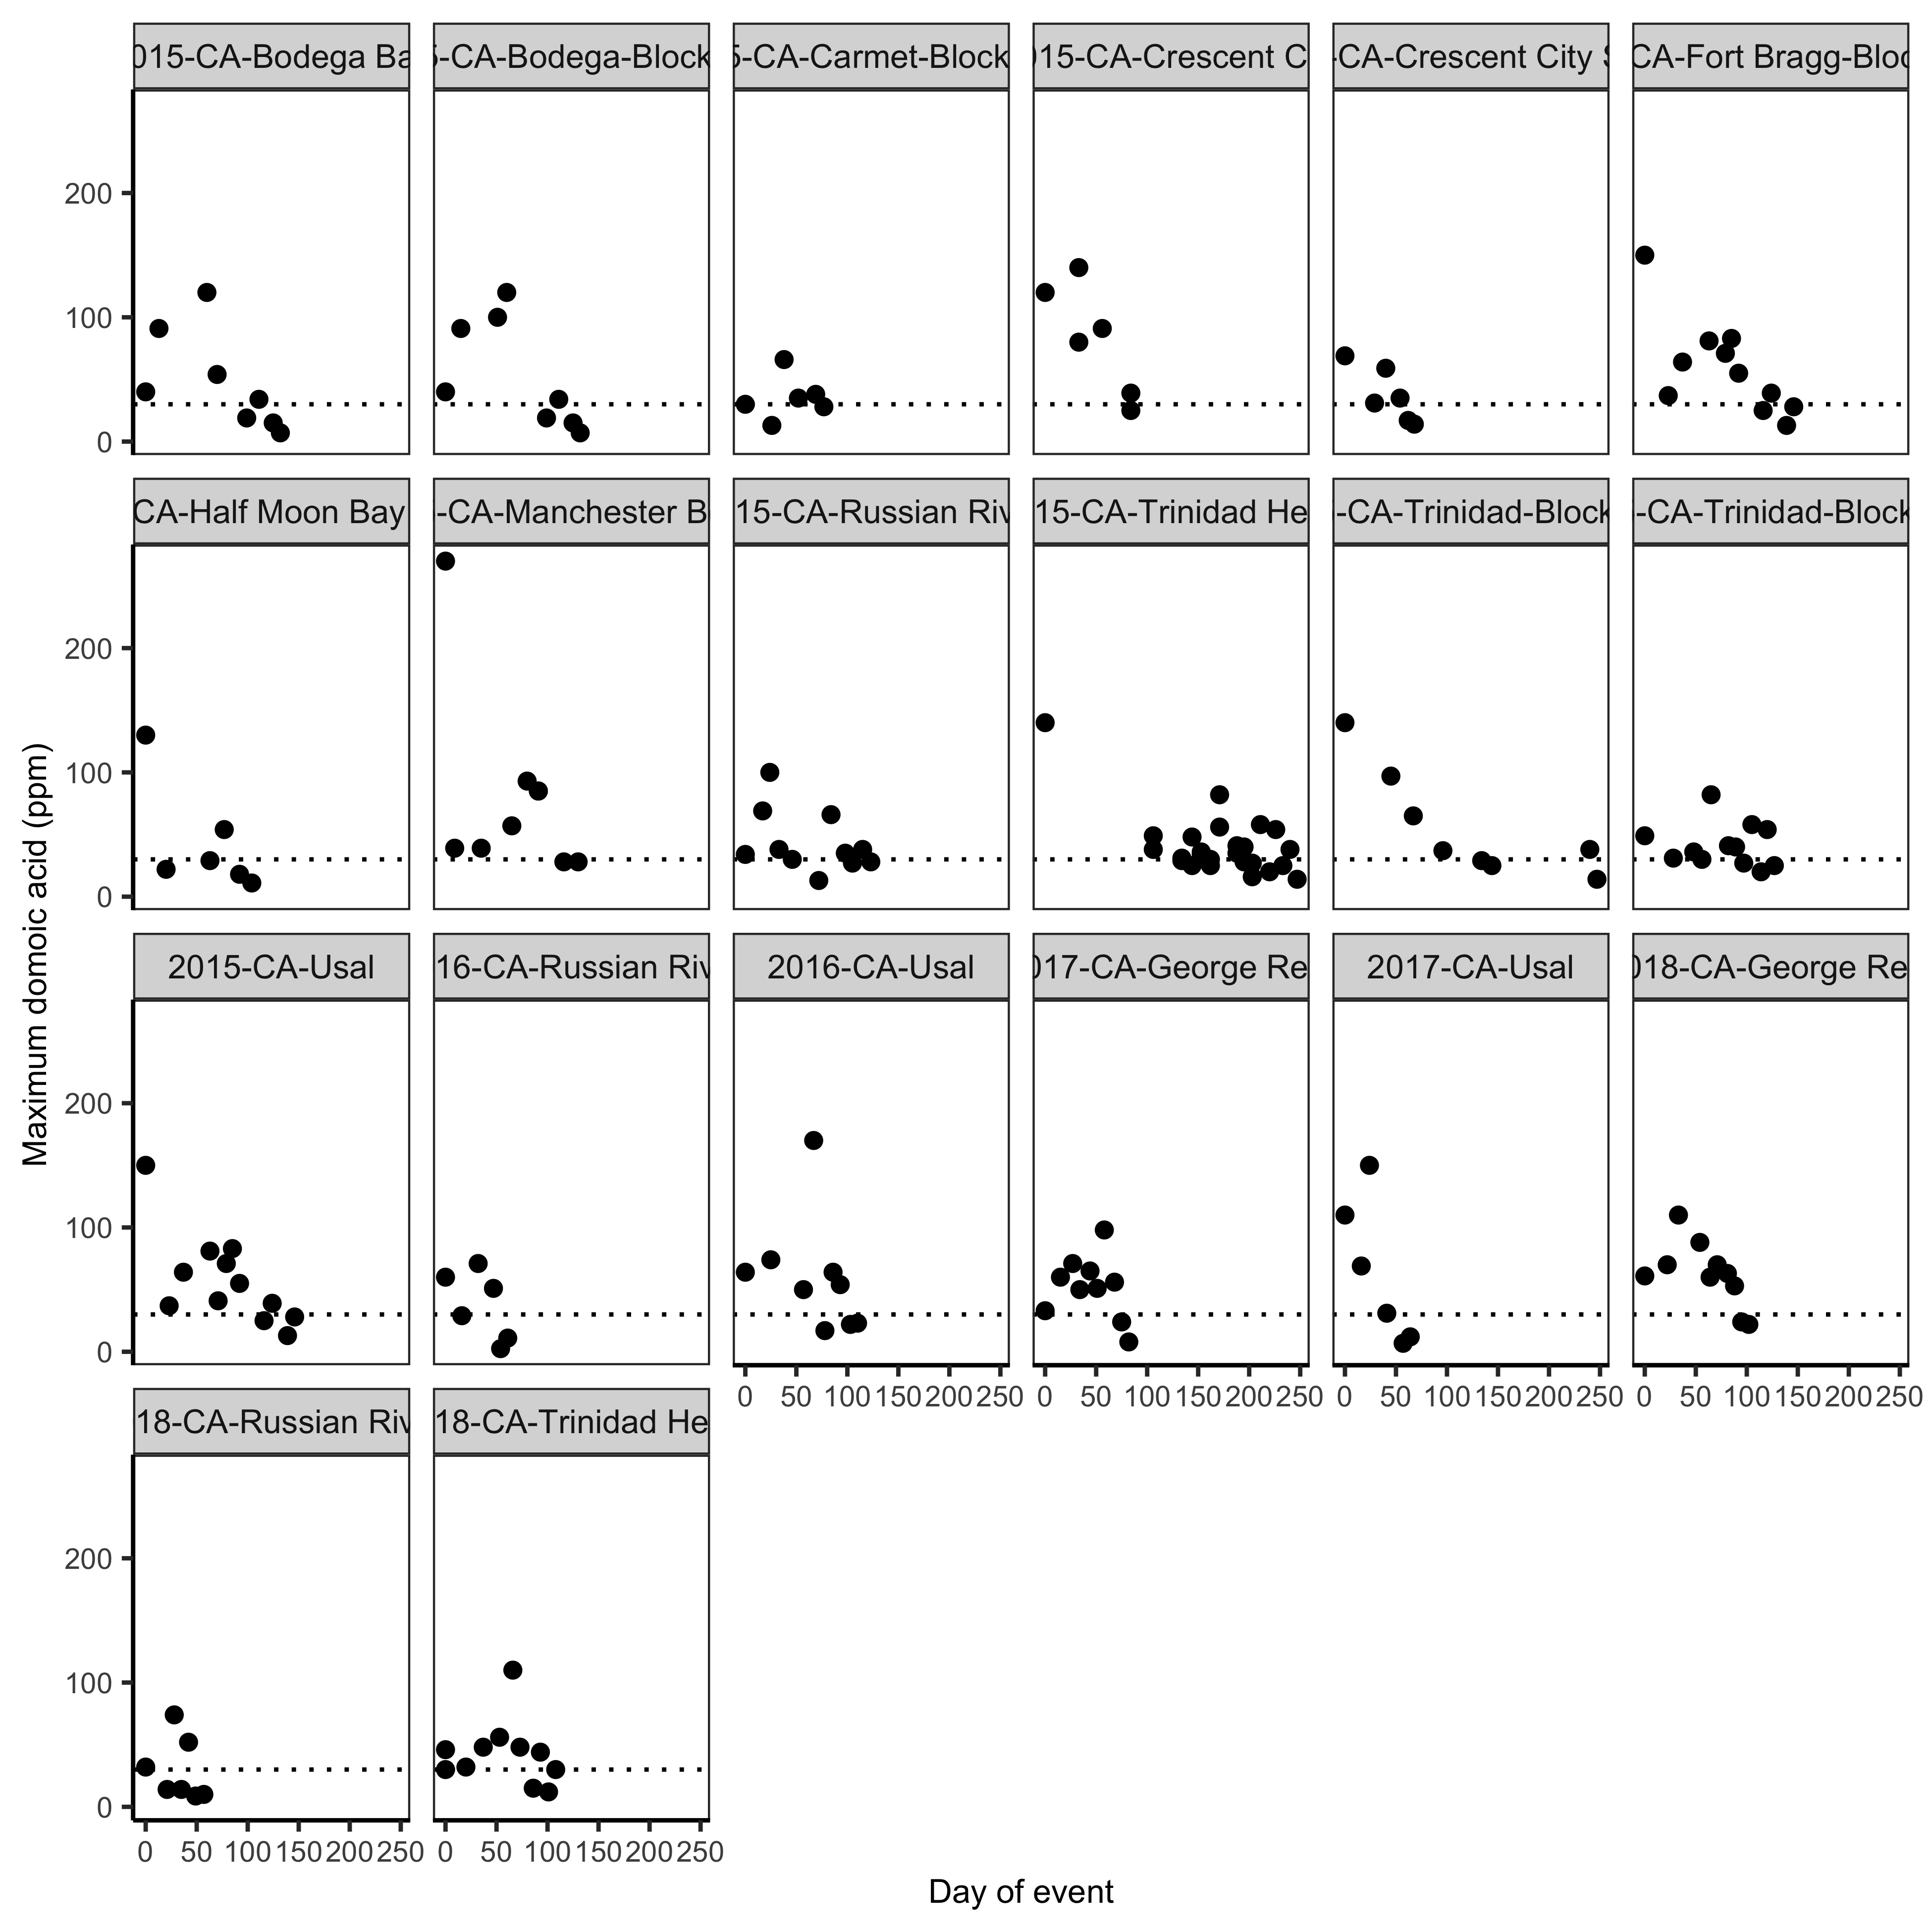 015-CA-Bodega Ba
5-CA-Bodega-Block
5-CA-Carmet-Block
015-CA-Crescent C
-CA-Crescent City S
CA-Fort Bragg-Bloc
200
100
0
CA-Half Moon Bay
-CA-Manchester B
15-CA-Russian Riv
15-CA-Trinidad He
-CA-Trinidad-Block
-CA-Trinidad-Block
200
100
0
Maximum domoic acid (ppm)
2015-CA-Usal
16-CA-Russian Riv
2016-CA-Usal
017-CA-George Re
2017-CA-Usal
018-CA-George Re
200
100
0
0 50 100 150 200 250
0 50 100 150 200 250
0 50 100 150 200 250
0 50 100 150 200 250
18-CA-Russian Riv
18-CA-Trinidad He
200
100
0
0 50 100 150 200 250
0 50 100 150 200 250
Day of event